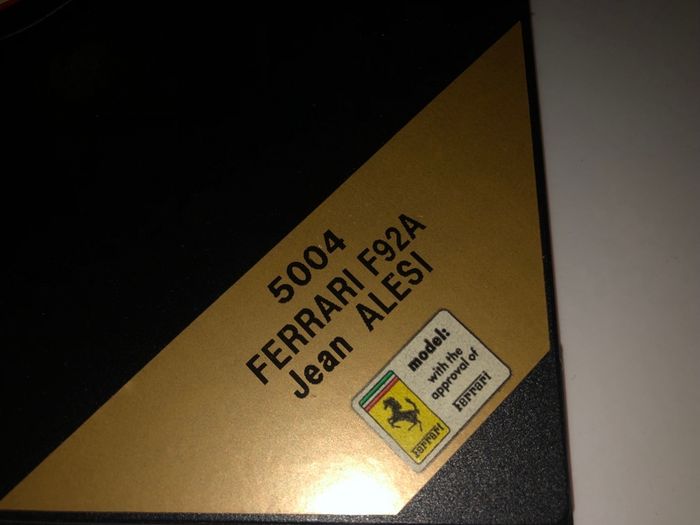 5004
FERRARI F92A
Jean ALESI
model:
with the
approval of
Ferrari
Ferrari